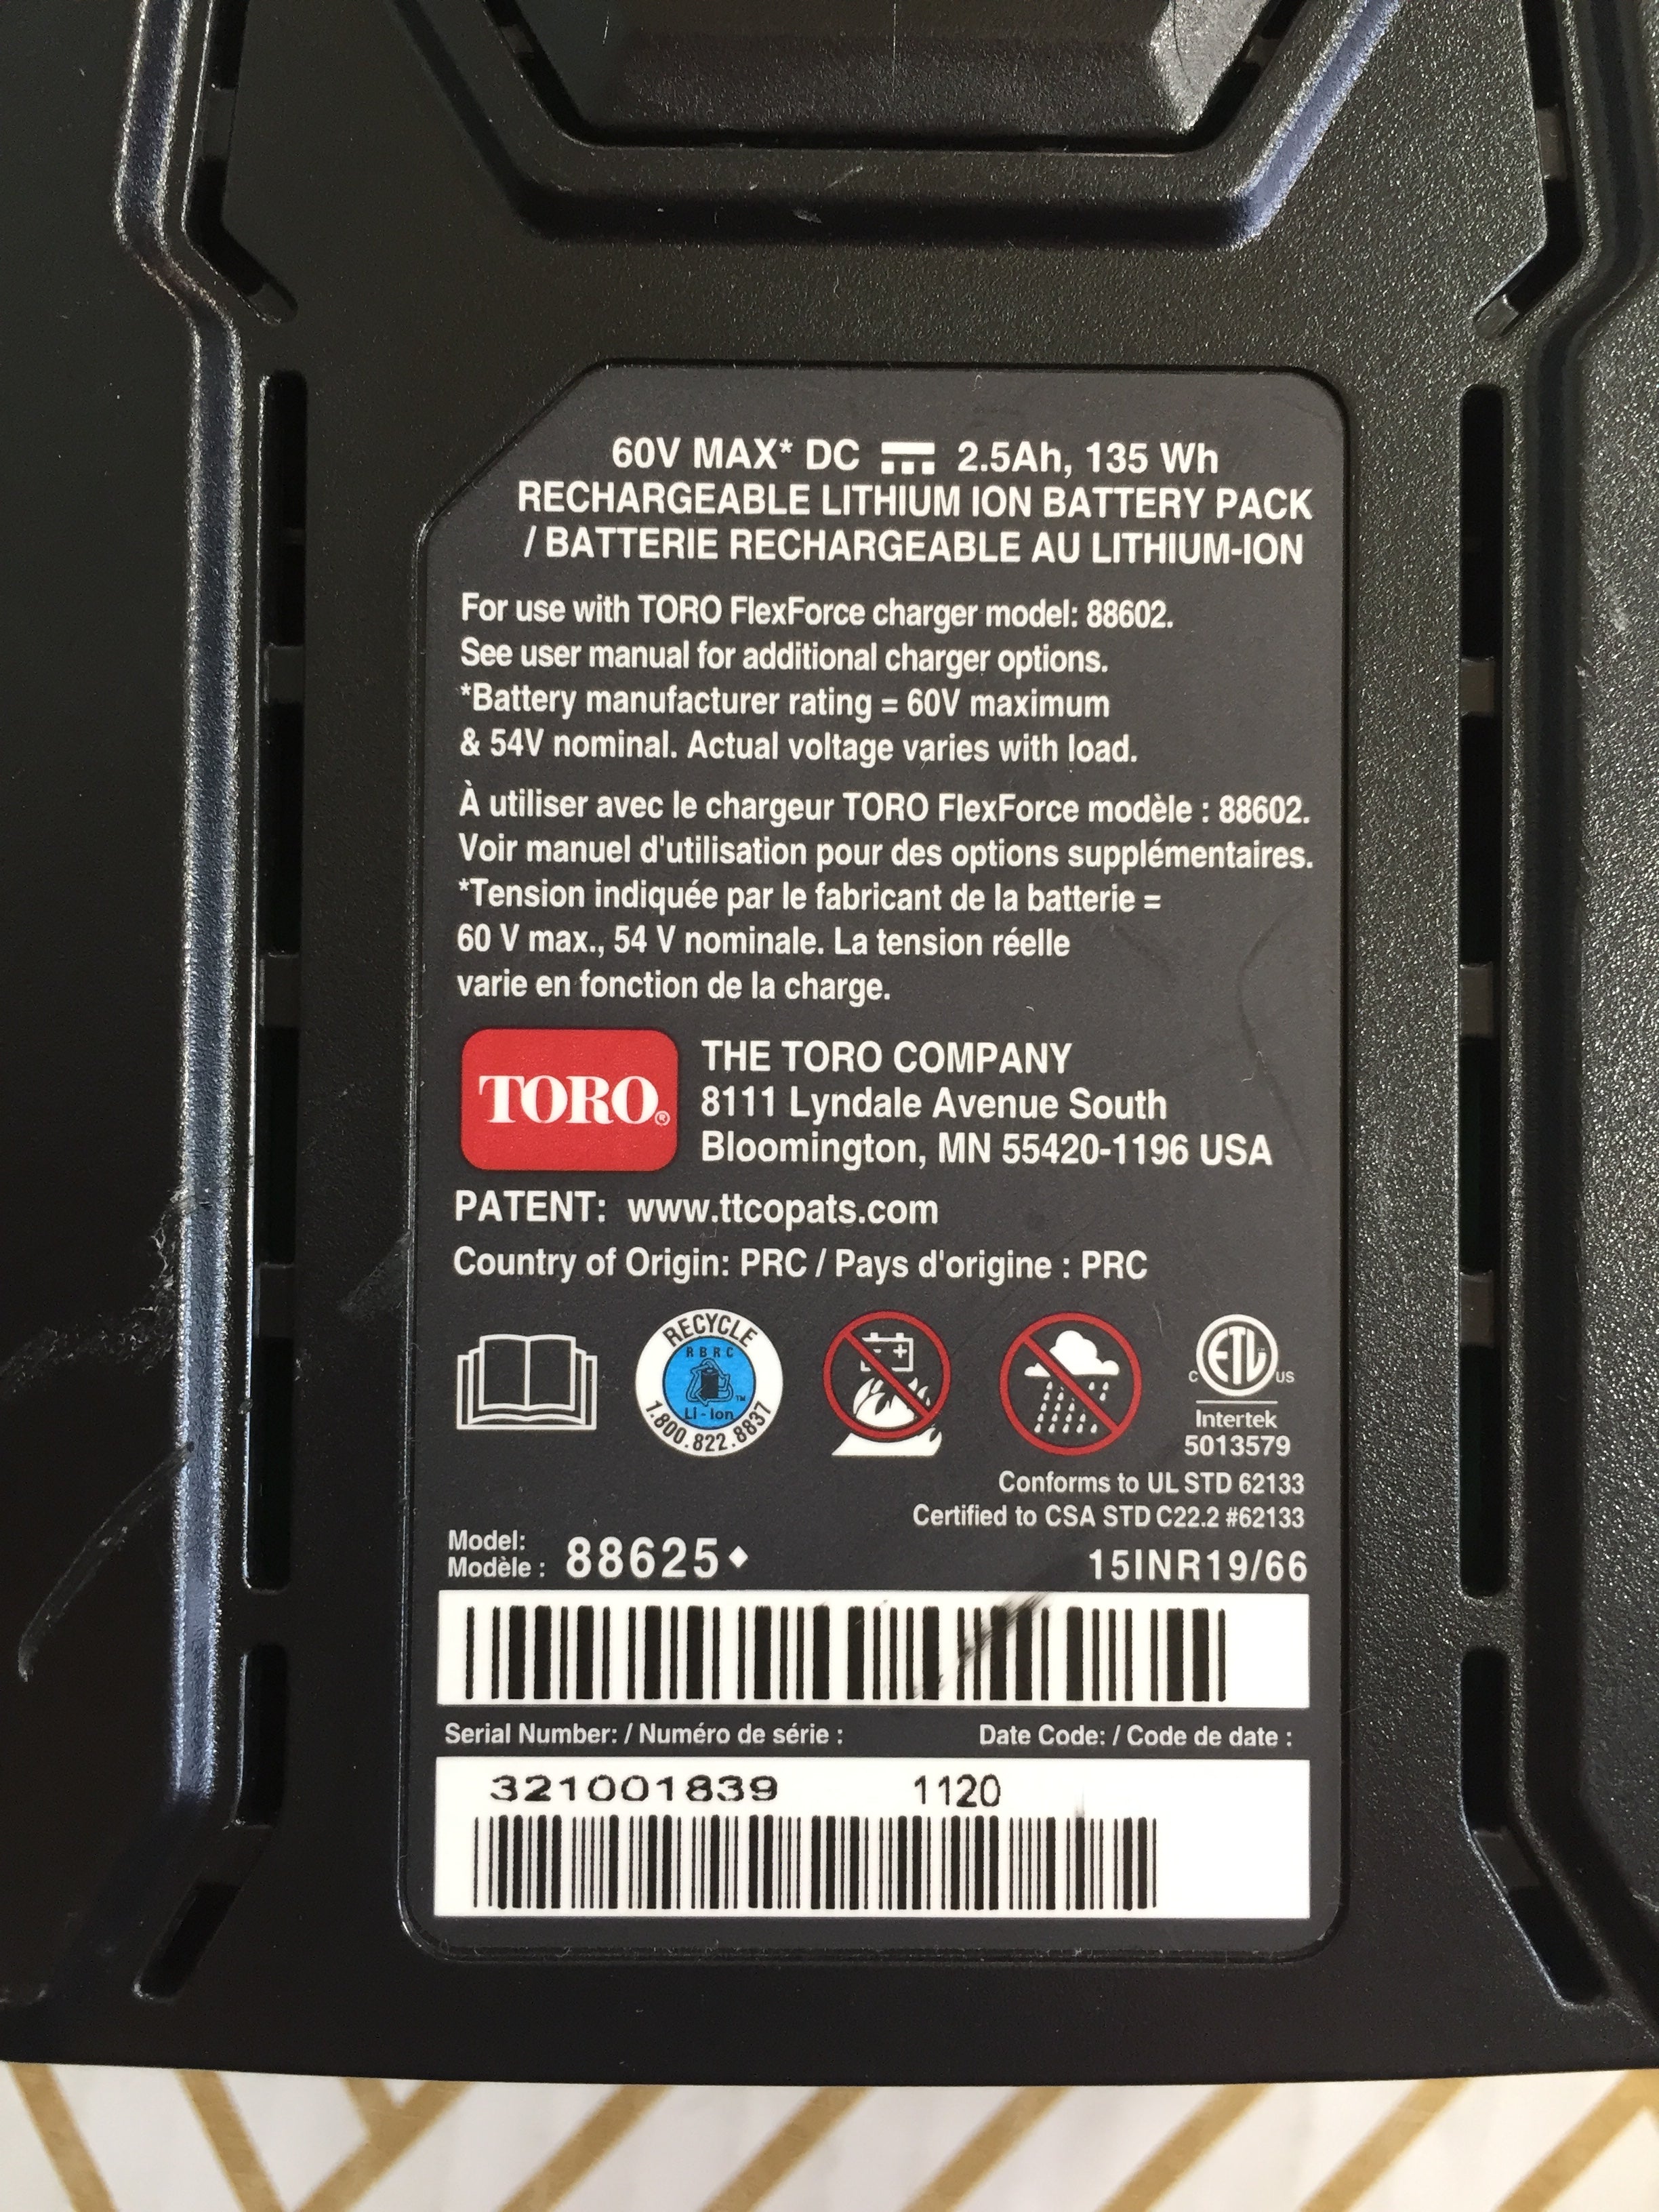 60V MAX* DC ⎓ 2.5Ah, 135 Wh
RECHARGEABLE LITHIUM ION BATTERY PACK
/ BATTERIE RECHARGEABLE AU LITHIUM-ION
For use with TORO FlexForce charger model: 88602.
See user manual for additional charger options.
*Battery manufacturer rating = 60V maximum
& 54V nominal. Actual voltage varies with load.
À utiliser avec le chargeur TORO FlexForce modèle : 88602.
Voir manuel d'utilisation pour des options supplémentaires.
*Tension indiquée par le fabricant de la batterie =
60 V max., 54 V nominale. La tension réelle
varie en fonction de la charge.
TORO®
THE TORO COMPANY
8111 Lyndale Avenue South
Bloomington, MN 55420-1196 USA
PATENT: www.ttcopats.com
Country of Origin: PRC / Pays d'origine : PRC
RECYCLE
RBRC
™
Li-Ion
1.800.822.8837
C ETL US
Intertek
5013579
Conforms to UL STD 62133
Certified to CSA STD C22.2 #62133
Model:
Modèle : 88625◆ 15INR19/66
Serial Number: / Numéro de série : Date Code: / Code de date :
321001839 1120